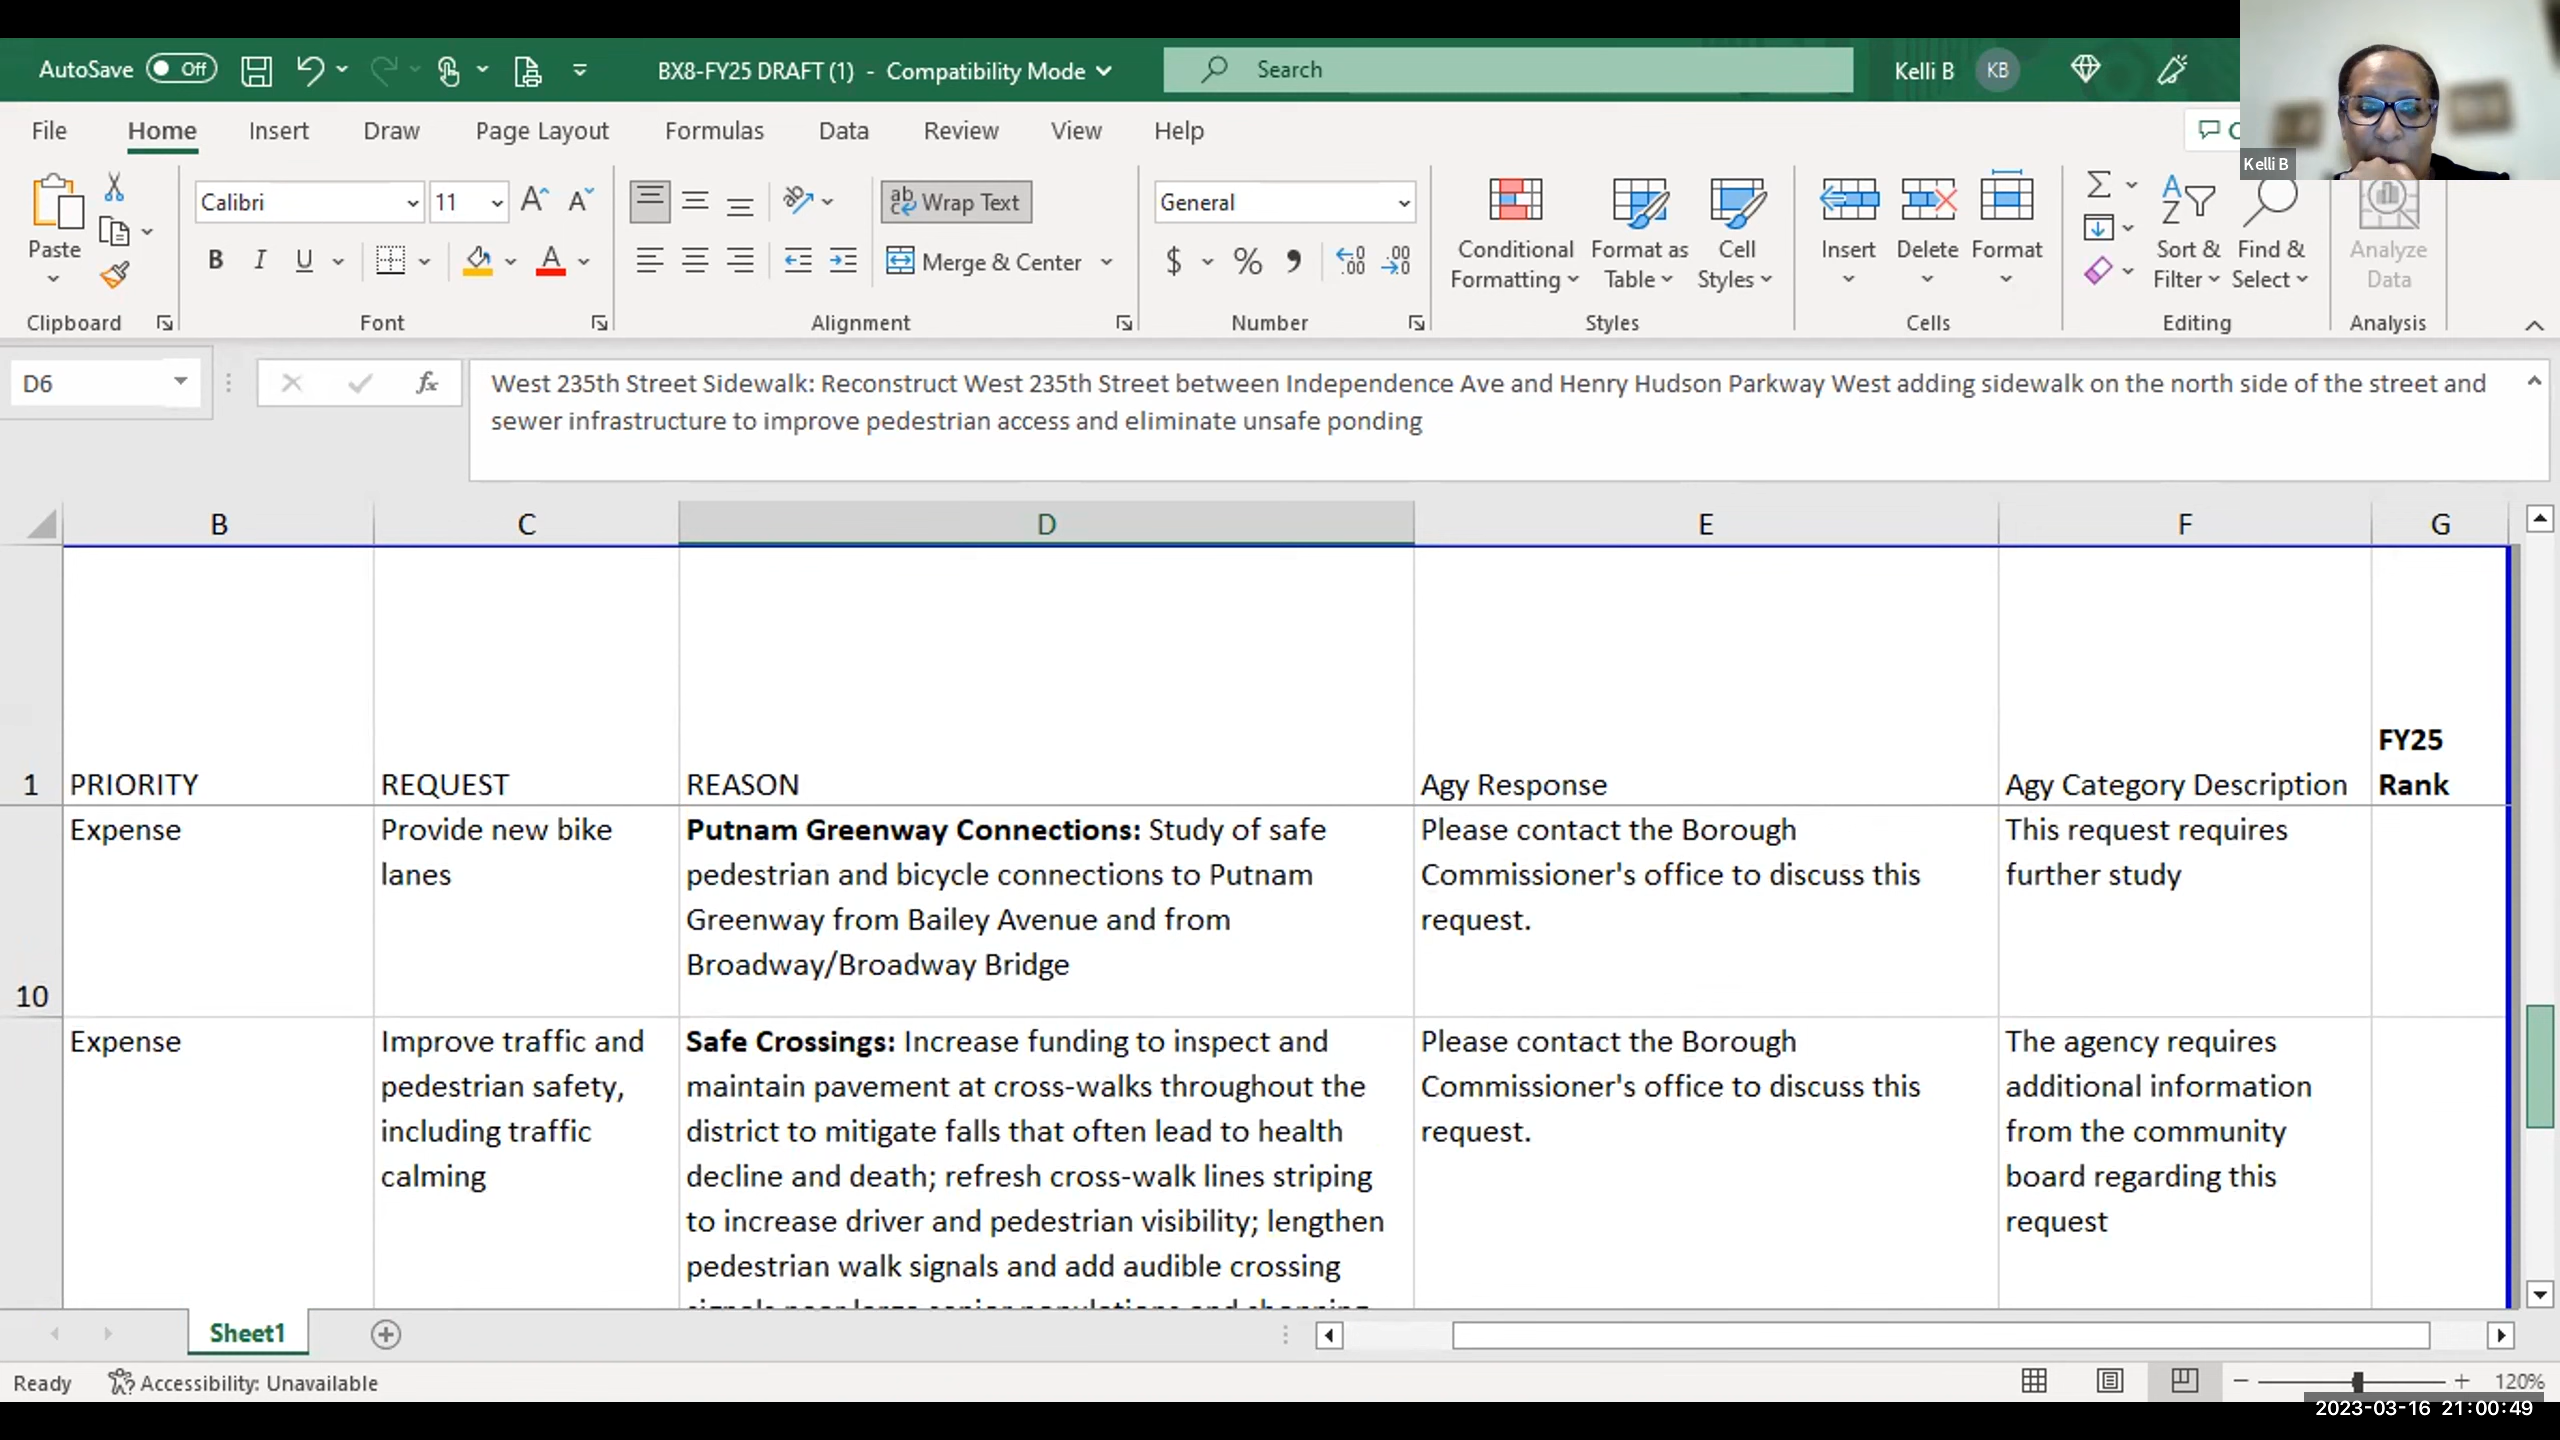 AutoSave Off BX8-FY25 DRAFT (1) - Compatibility Mode Search Kelli B KB
File Home Insert Draw Page Layout Formulas Data Review View Help
Kelli B
Paste
Calibri 11
Wrap Text
General
Merge & Center
Conditional Formatting
Format as Table
Cell Styles
Insert Delete Format
Sort & Filter
Find & Select
Analyze Data
Clipboard Font Alignment Number Styles Cells Editing Analysis
D6
West 235th Street Sidewalk: Reconstruct West 235th Street between Independence Ave and Henry Hudson Parkway West adding sidewalk on the north side of the street and
sewer infrastructure to improve pedestrian access and eliminate unsafe ponding
B C D E F G
1 PRIORITY REQUEST REASON Agy Response Agy Category Description FY25 Rank
10
Expense
Provide new bike
lanes
Putnam Greenway Connections: Study of safe
pedestrian and bicycle connections to Putnam
Greenway from Bailey Avenue and from
Broadway/Broadway Bridge
Please contact the Borough
Commissioner's office to discuss this
request.
This request requires
further study
Expense
Improve traffic and
pedestrian safety,
including traffic
calming
Safe Crossings: Increase funding to inspect and
maintain pavement at cross-walks throughout the
district to mitigate falls that often lead to health
decline and death; refresh cross-walk lines striping
to increase driver and pedestrian visibility; lengthen
pedestrian walk signals and add audible crossing
Please contact the Borough
Commissioner's office to discuss this
request.
The agency requires
additional information
from the community
board regarding this
request
Sheet1
Ready Accessibility: Unavailable 120%
2023-03-16 21:00:49